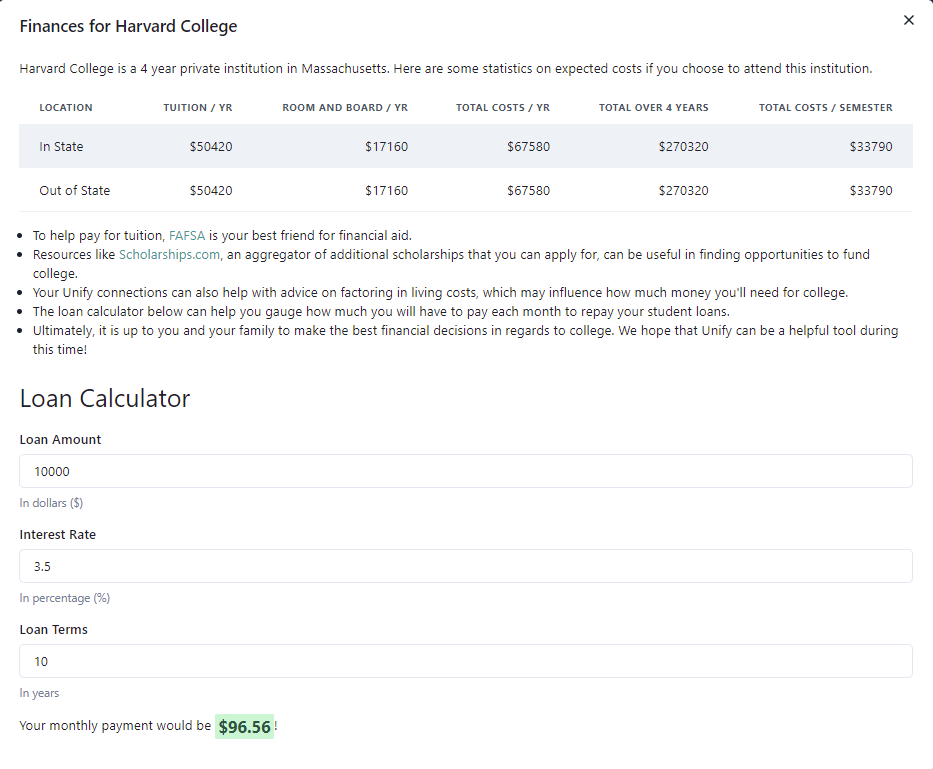 Finances for Harvard College
Harvard College is a 4 year private institution in Massachusetts. Here are some statistics on expected costs if you choose to attend this institution.
LOCATION TUITION / YR ROOM AND BOARD / YR TOTAL COSTS / YR TOTAL OVER 4 YEARS TOTAL COSTS / SEMESTER
In State $50420 $17160 $67580 $270320 $33790
Out of State $50420 $17160 $67580 $270320 $33790
To help pay for tuition, FAFSA is your best friend for financial aid.
Resources like Scholarships.com, an aggregator of additional scholarships that you can apply for, can be useful in finding opportunities to fund
college.
Your Unify connections can also help with advice on factoring in living costs, which may influence how much money you'll need for college.
The loan calculator below can help you gauge how much you will have to pay each month to repay your student loans.
Ultimately, it is up to you and your family to make the best financial decisions in regards to college. We hope that Unify can be a helpful tool during
this time!
Loan Calculator
Loan Amount
10000
In dollars ($)
Interest Rate
3.5
In percentage (%)
Loan Terms
10
In years
Your monthly payment would be $96.56!